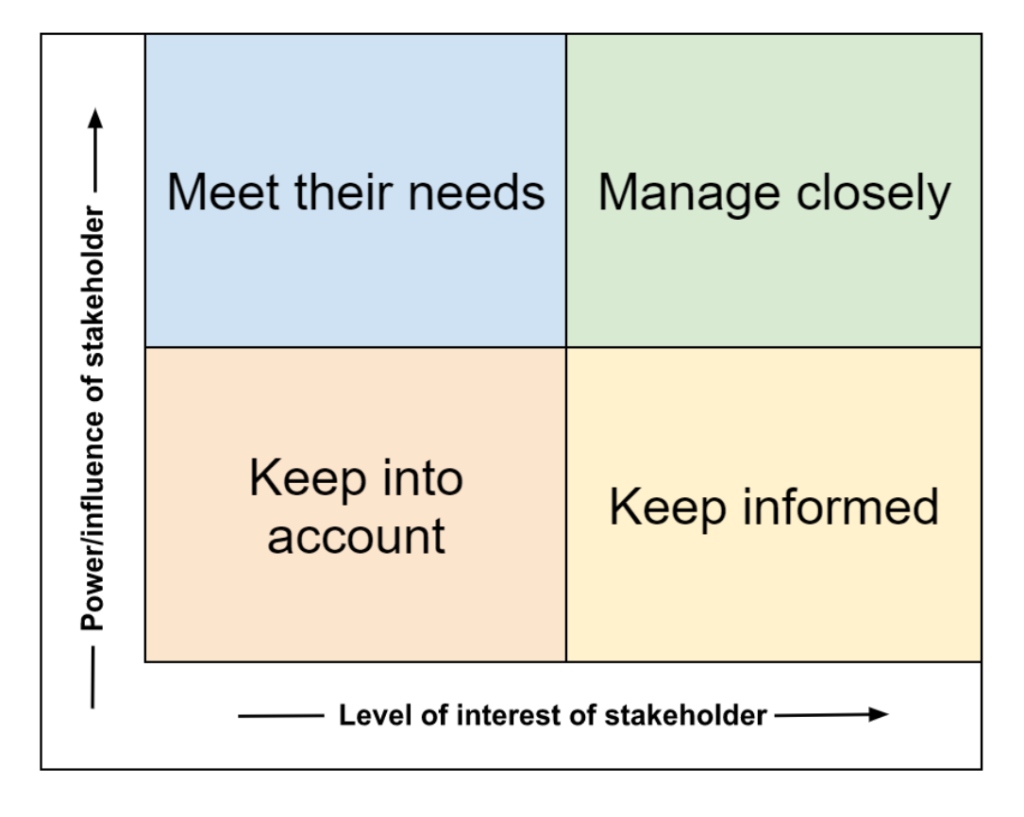 Meet their needs
Manage closely
Power/influence of stakeholder
Keep into
account
Keep informed
Level of interest of stakeholder